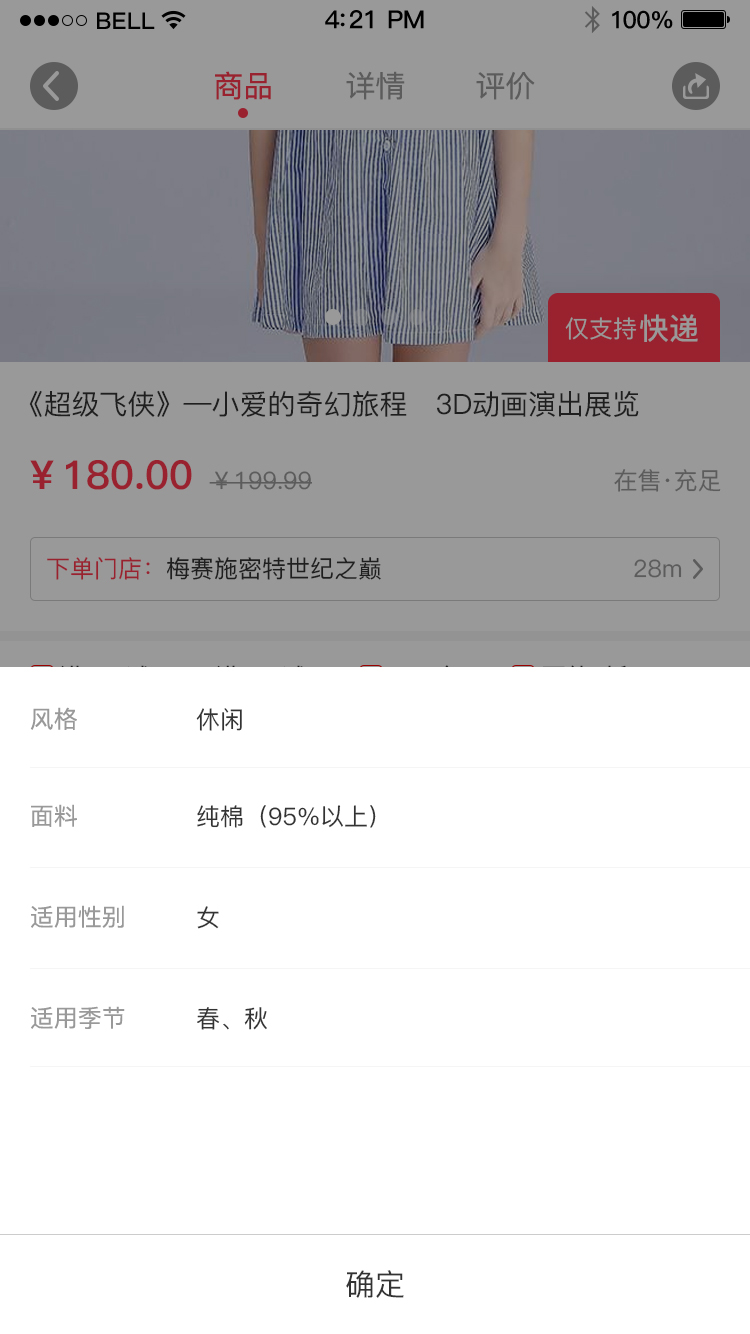 BELL 4:21 PM 100%
商品 详情 评价
仅支持快递
《超级飞侠》—小爱的奇幻旅程 3D动画演出展览
¥180.00 ¥199.99 在售·充足
下单门店：梅赛施密特世纪之巅 28m
风格 休闲
面料 纯棉（95%以上）
适用性别 女
适用季节 春、秋
确定